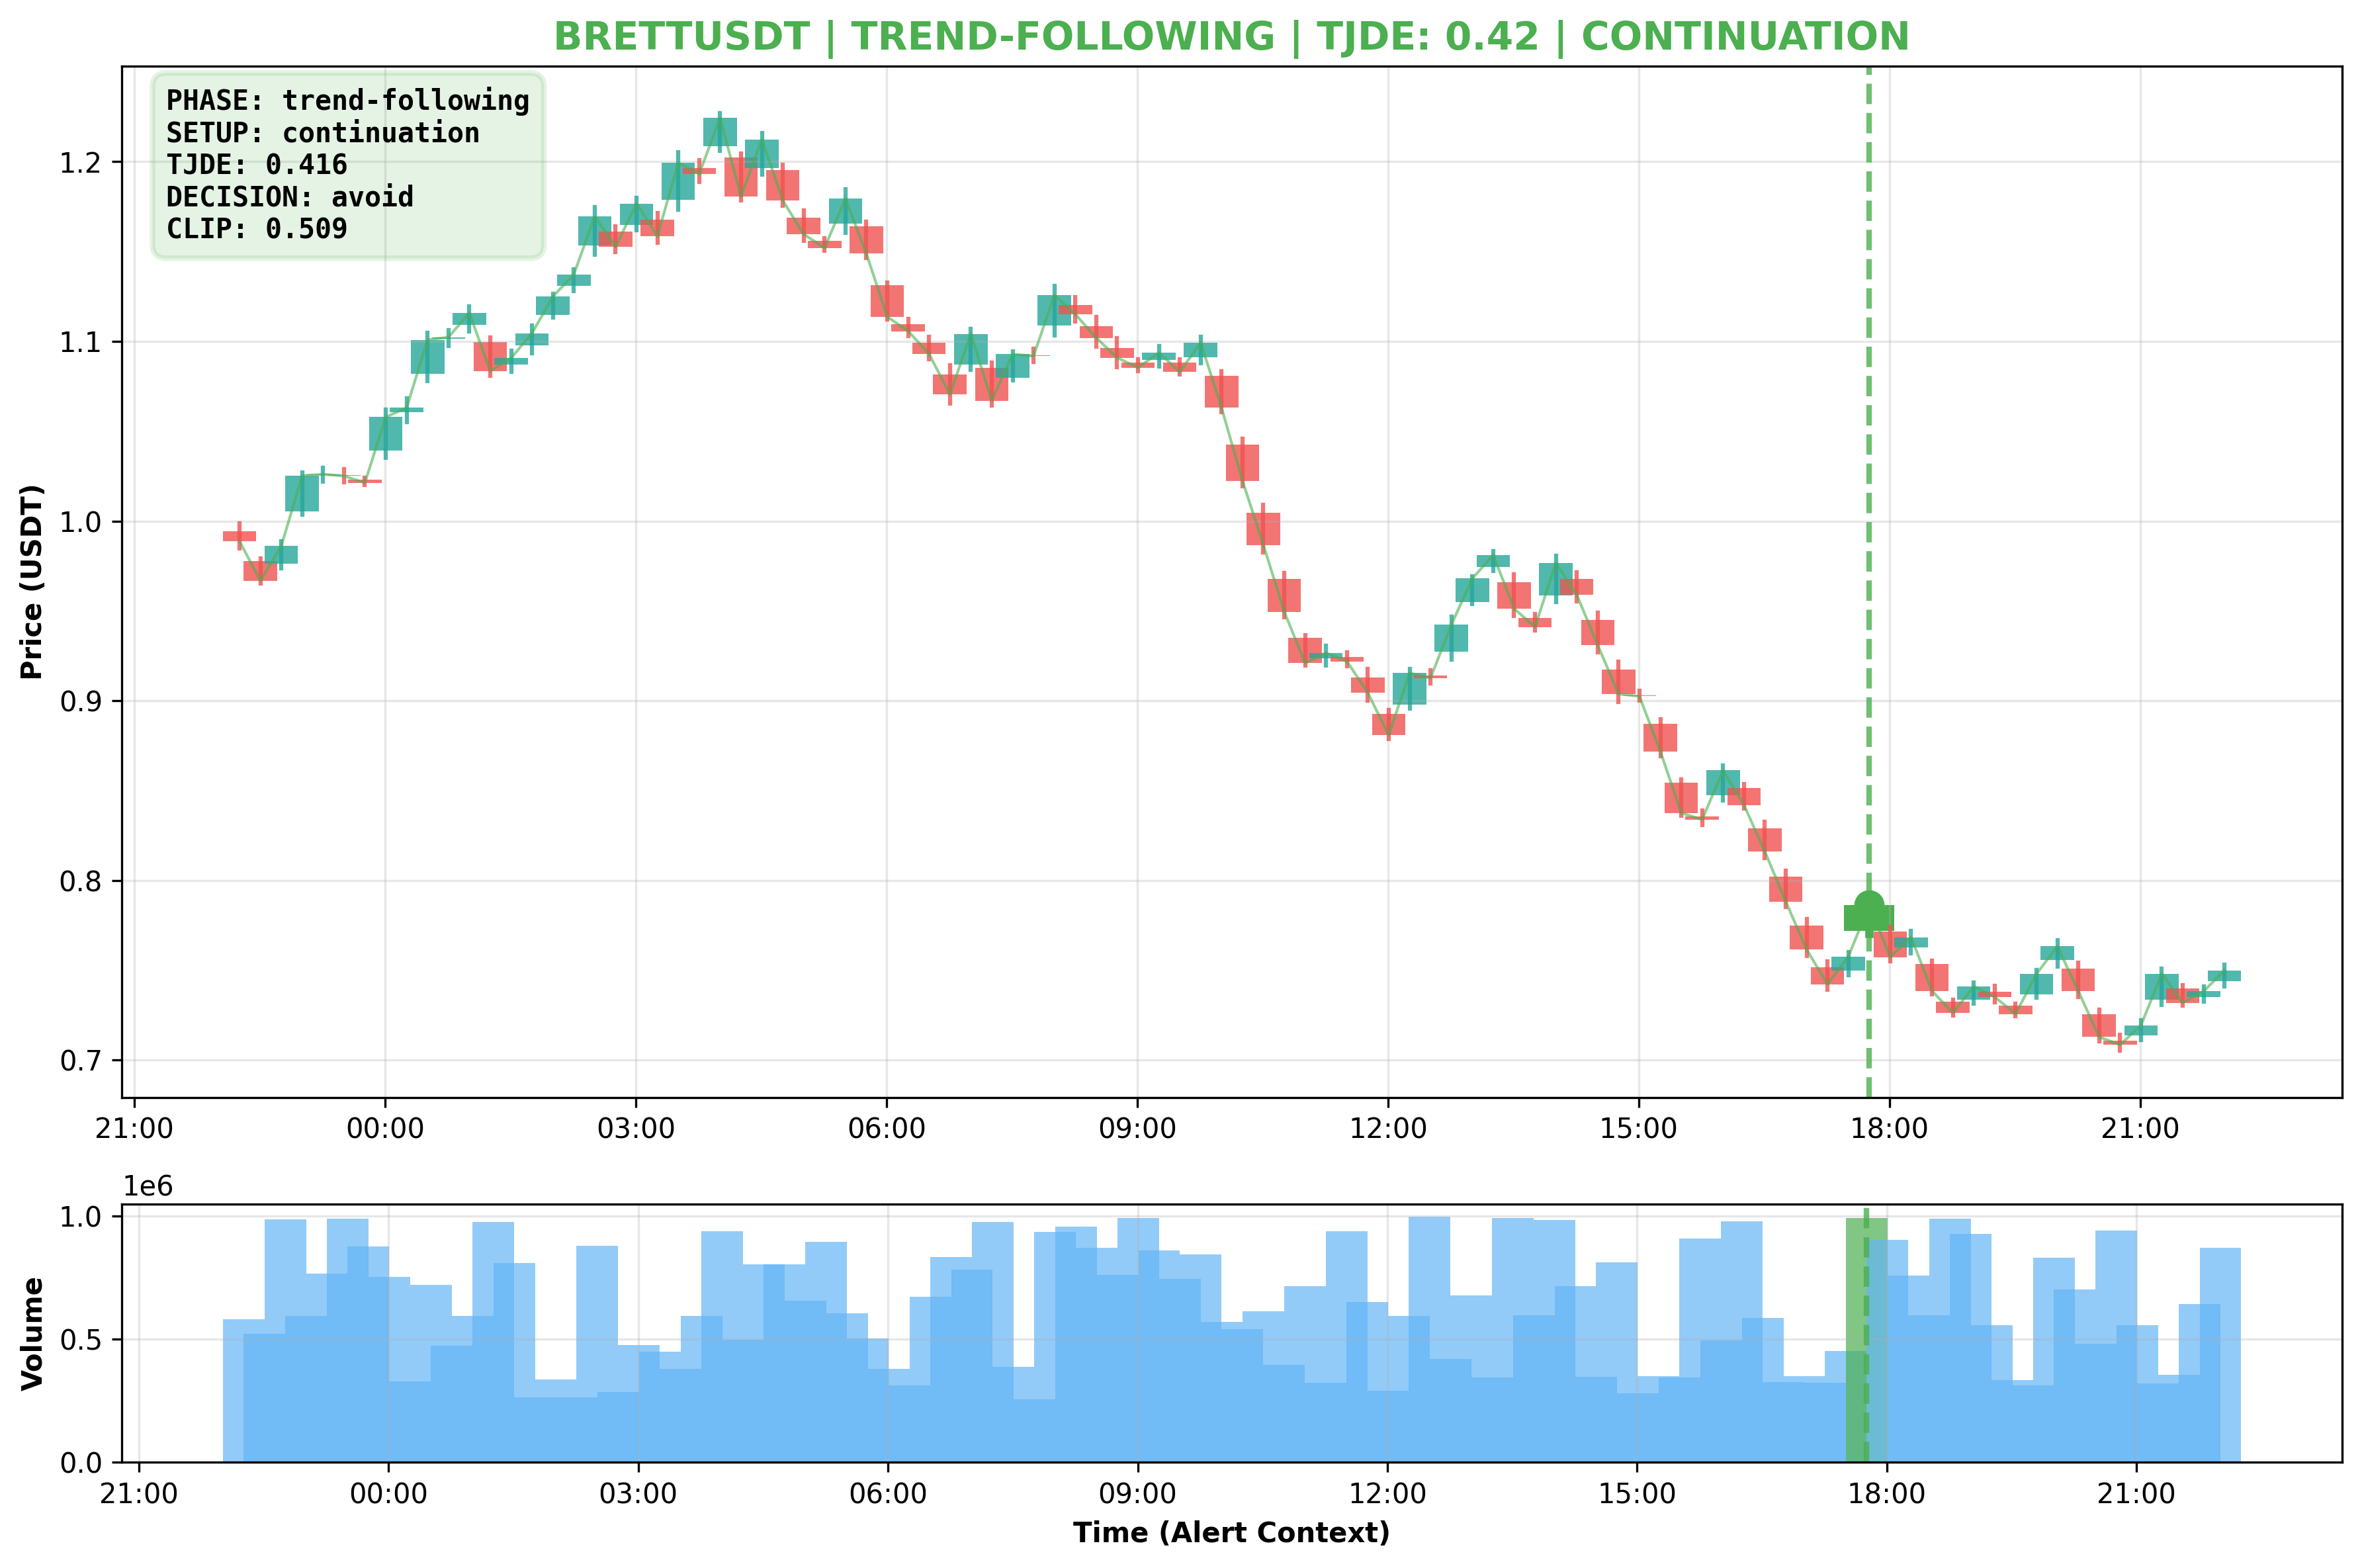 BRETTUSDT | TREND-FOLLOWING | TJDE: 0.42 | CONTINUATION
PHASE: trend-following
SETUP: continuation
TJDE: 0.416
DECISION: avoid
CLIP: 0.509
Price (USDT)
1.2
1.1
1.0
0.9
0.8
0.7
21:00 00:00 03:00 06:00 09:00 12:00 15:00 18:00 21:00
1e6
Volume
1.0
0.5
0.0
21:00 00:00 03:00 06:00 09:00 12:00 15:00 18:00 21:00
Time (Alert Context)